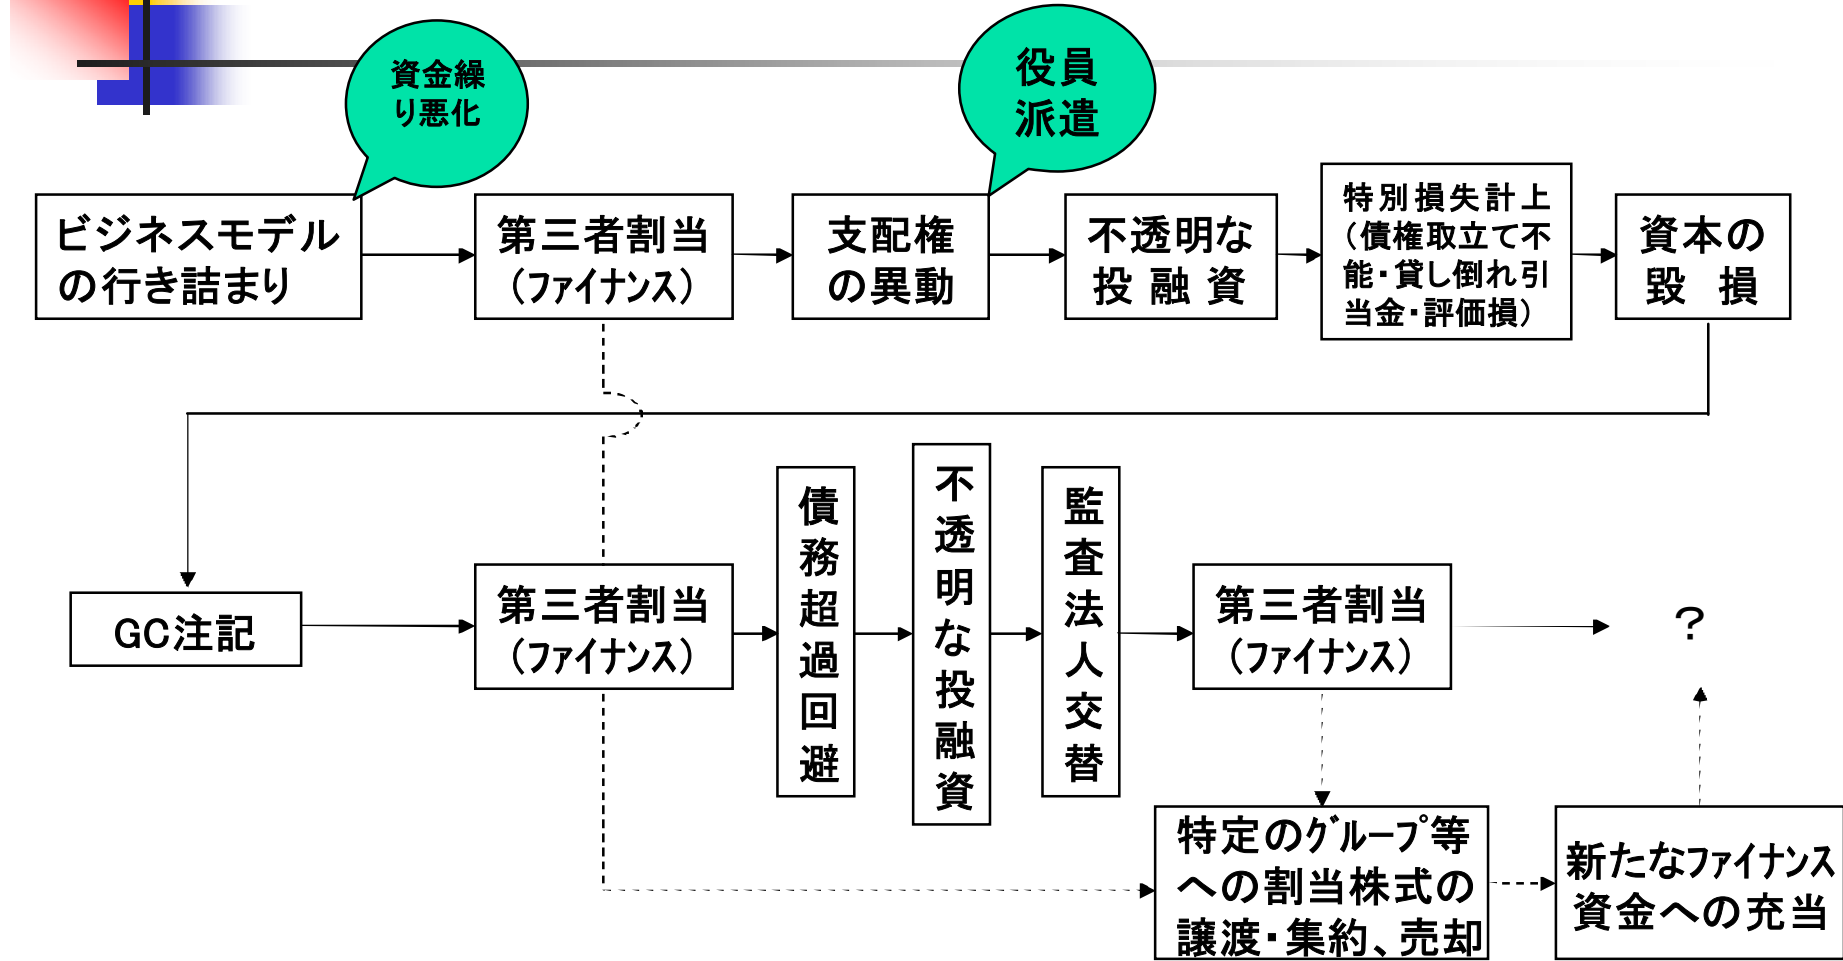 資金繰
り悪化
役員
派遣
ビジネスモデル
の行き詰まり
第三者割当
（ファイナンス）
支配権
の異動
不透明な
投融資
特別損失計上
（債権取立て不
能・貸し倒れ引
当金・評価損）
資本の
毀 損
GC注記
第三者割当
（ファイナンス）
債務超過回避
不透明な投融資
監査法人交替
第三者割当
（ファイナンス）
？
特定のグループ等
への割当株式の
譲渡・集約、売却
新たなファイナンス
資金への充当